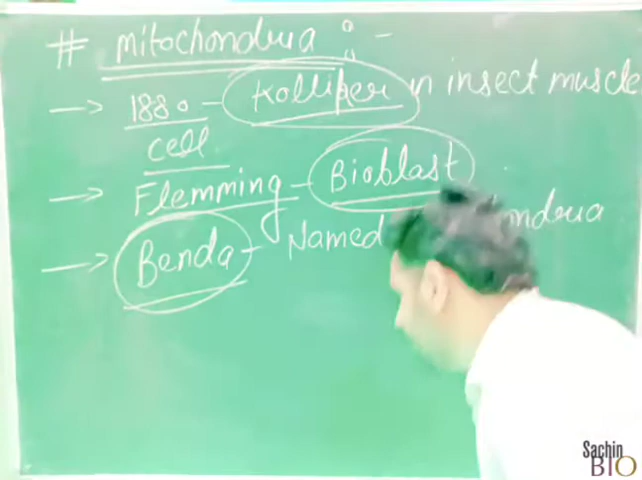 # mitochondria :-
→ 1880 - Kolliker in insect muscle
cell
→ Flemming - Bioblast
→ Benda - Named
Sachin
BIO